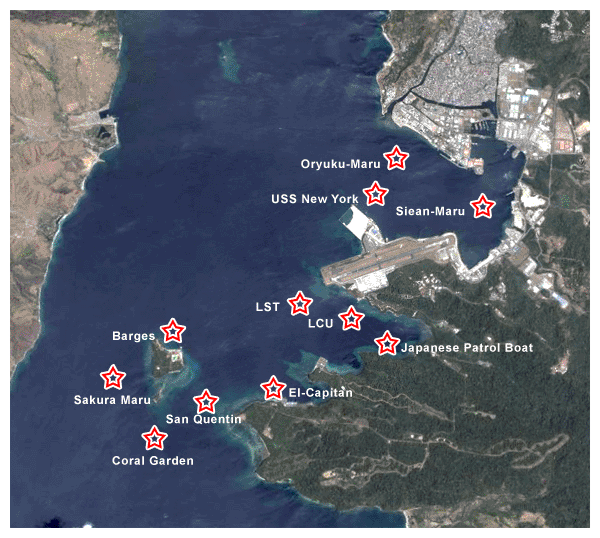 Oryuku-Maru
USS New York
Siean-Maru
LST
LCU
Barges
Japanese Patrol Boat
Sakura Maru
El-Capitan
San Quentin
Coral Garden